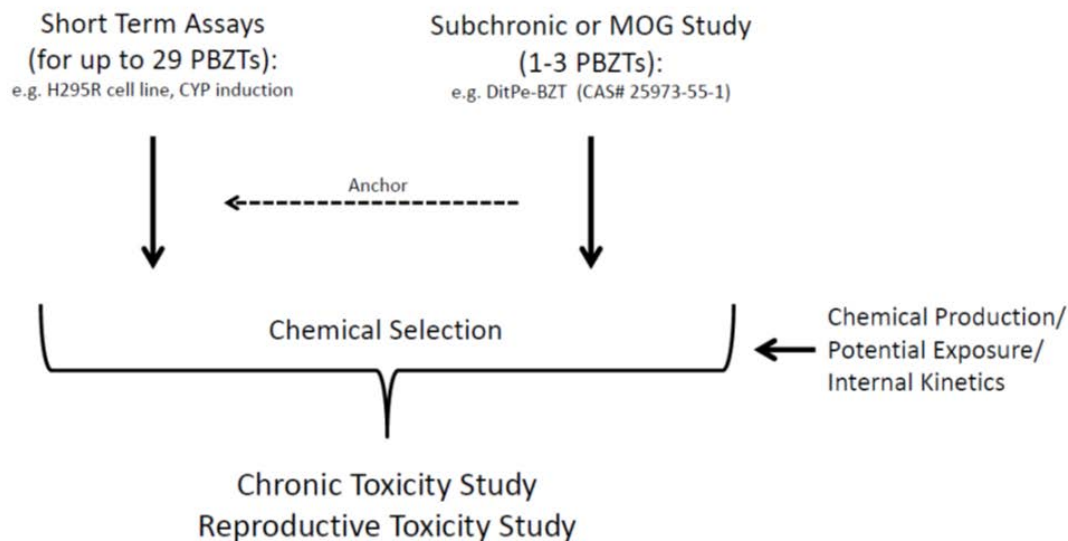 Short Term Assays
(for up to 29 PBZTs):
e.g. H295R cell line, CYP induction
Subchronic or MOG Study
(1-3 PBZTs):
e.g. DitPe-BZT (CAS# 25973-55-1)
Anchor
Chemical Selection
Chemical Production/
Potential Exposure/
Internal Kinetics
Chronic Toxicity Study
Reproductive Toxicity Study